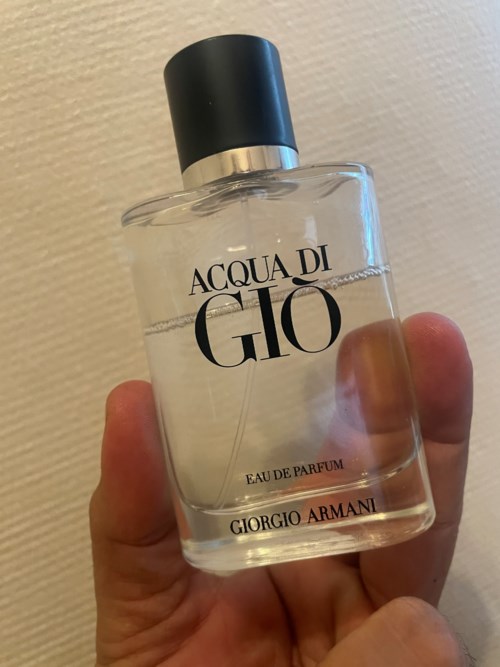 ACQUA DI
GIÒ
EAU DE PARFUM
GIORGIO ARMANI